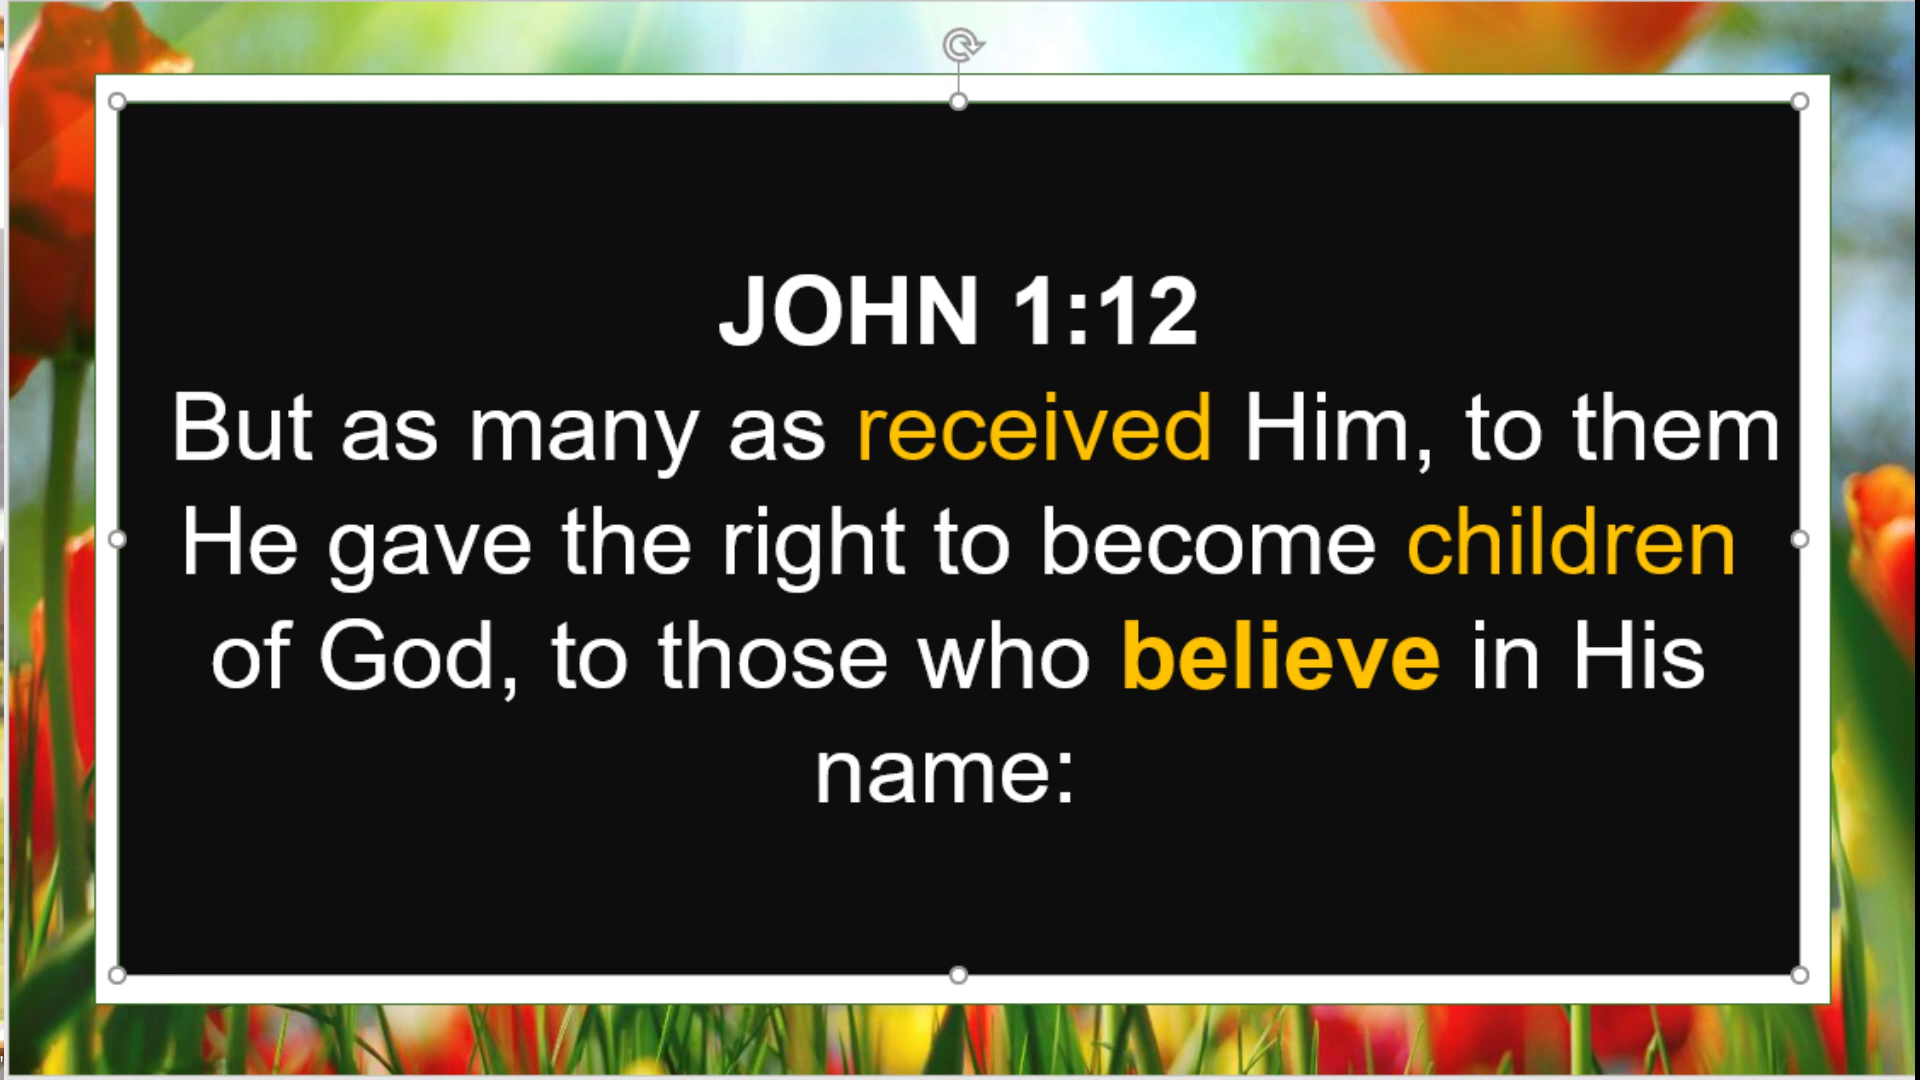 JOHN 1:12
But as many as received Him, to them
He gave the right to become children
of God, to those who believe in His
name: